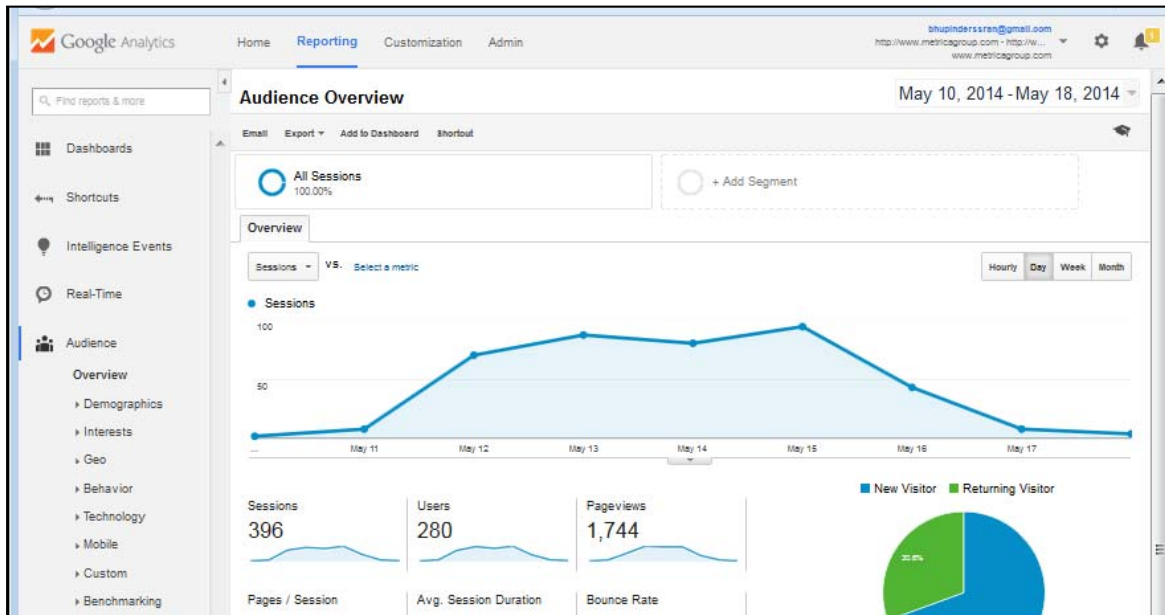 Google Analytics
Home Reporting Customization Admin
bhupinderssran@gmail.com
http://www.metricagroup.com - http://w...
www.metricagroup.com
1
Find reports & more
Audience Overview
May 10, 2014 - May 18, 2014
Email Export Add to Dashboard Shortcut
Dashboards
Shortcuts
Intelligence Events
Real-Time
Audience
Overview
Demographics
Interests
Geo
Behavior
Technology
Mobile
Custom
Benchmarking
All Sessions
100.00%
+ Add Segment
Overview
Sessions VS. Select a metric
Hourly Day Week Month
Sessions
100
50
... May 11 May 12 May 13 May 14 May 15 May 16 May 17
Sessions Users Pageviews
396 280 1,744
Pages / Session Avg. Session Duration Bounce Rate
New Visitor Returning Visitor